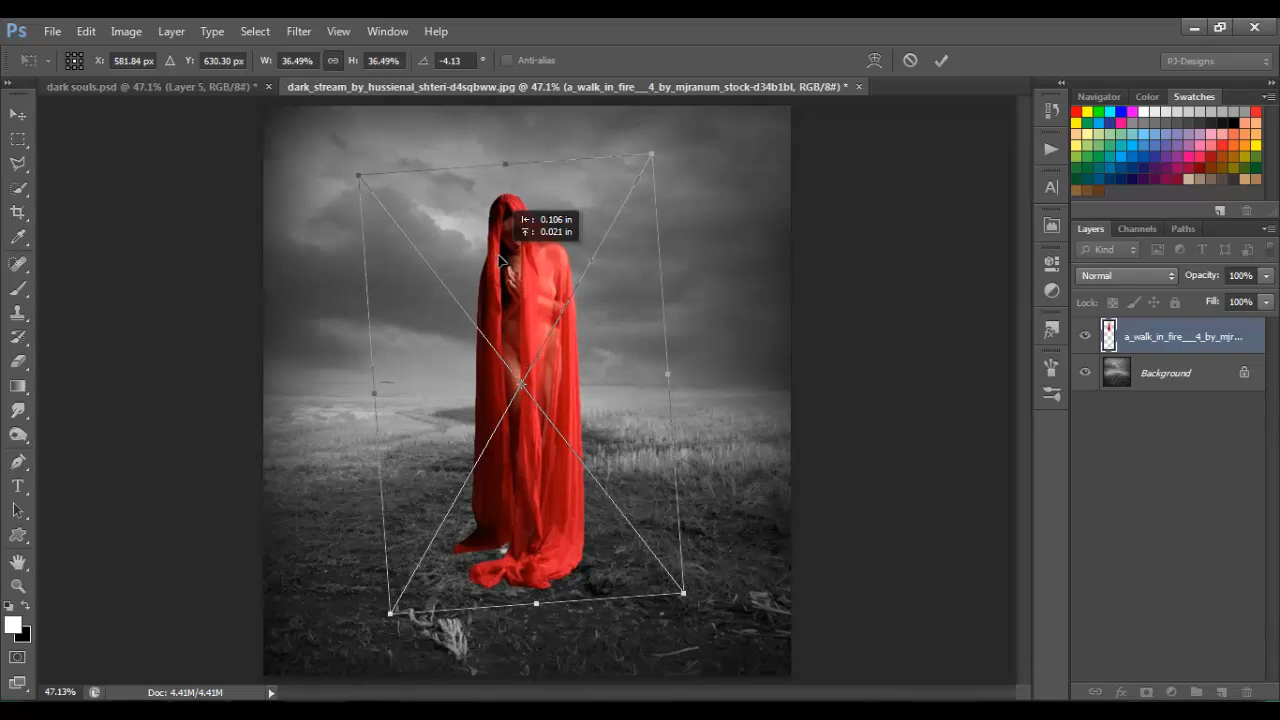 Ps File Edit Image Layer Type Select Filter View Window Help
X: 581.84 px Y: 630.30 px W: 36.49% H: 36.49% -4.13 ° Anti-alias PJ-Designs
dark souls.psd @ 47.1% (Layer 5, RGB/8#) * × dark_stream_by_hussienal_shteri-d4sqbww.jpg @ 47.1% (a_walk_in_fire___4_by_mjranum_stock-d34b1bl, RGB/8#) * ×
Navigator Color Swatches
0.106 in
0.021 in
Layers Channels Paths
Kind
Normal Opacity: 100%
Lock: Fill: 100%
a_walk_in_fire___4_by_mjr...
Background
47.13% Doc: 4.41M/4.41M